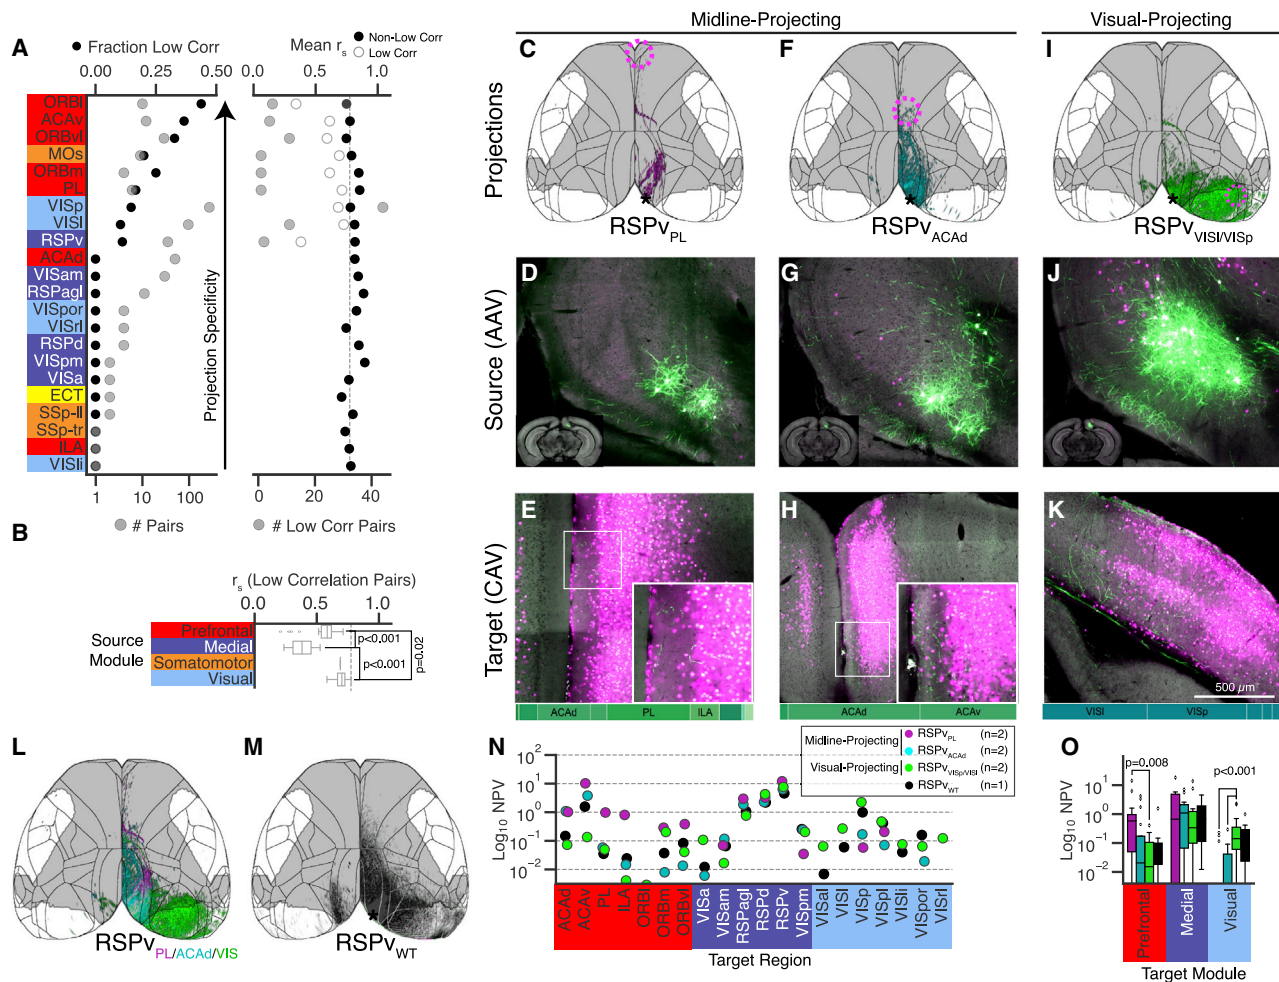 Midline-Projecting
Visual-Projecting
A
Fraction Low Corr
0.00 0.25 0.50
Mean rs
Non-Low Corr
Low Corr
0.0 0.5 1.0
ORBl
ACAv
ORBvl
MOs
ORBm
PL
VISp
VISl
RSPv
ACAd
VISam
RSPagl
VISpor
VISrl
RSPd
VISpm
VISa
ECT
SSp-ll
SSp-tr
ILA
VISli
Projection Specificity
1 10 100
# Pairs
0 20 40
# Low Corr Pairs
B
rs (Low Correlation Pairs)
0.0 0.5 1.0
Source Module
Prefrontal
Medial
Somatomotor
Visual
p<0.001
p<0.001
p=0.02
Projections
C
RSPvPL
F
RSPvACAd
I
RSPvVISl/VISp
Source (AAV)
D
G
J
Target (CAV)
E
ACAd PL ILA
H
ACAd ACAv
K
500 µm
VISl VISp
L
RSPvPL/ACAd/VIS
M
RSPvWT
N
Midline-Projecting
RSPvPL (n=2)
RSPvACAd (n=2)
Visual-Projecting
RSPvVISp/VISl (n=2)
RSPvWT (n=1)
Log10 NPV
102
101
100
10-1
10-2
ACAd ACAv PL ILA ORBl ORBm ORBvl VISa VISam RSPagl RSPd RSPv VISpm VISal VISl VISp VISpl VISli VISpor VISrl
Target Region
O
p=0.008
p<0.001
Log10 NPV
101
100
10-1
10-2
Prefrontal
Medial
Visual
Target Module